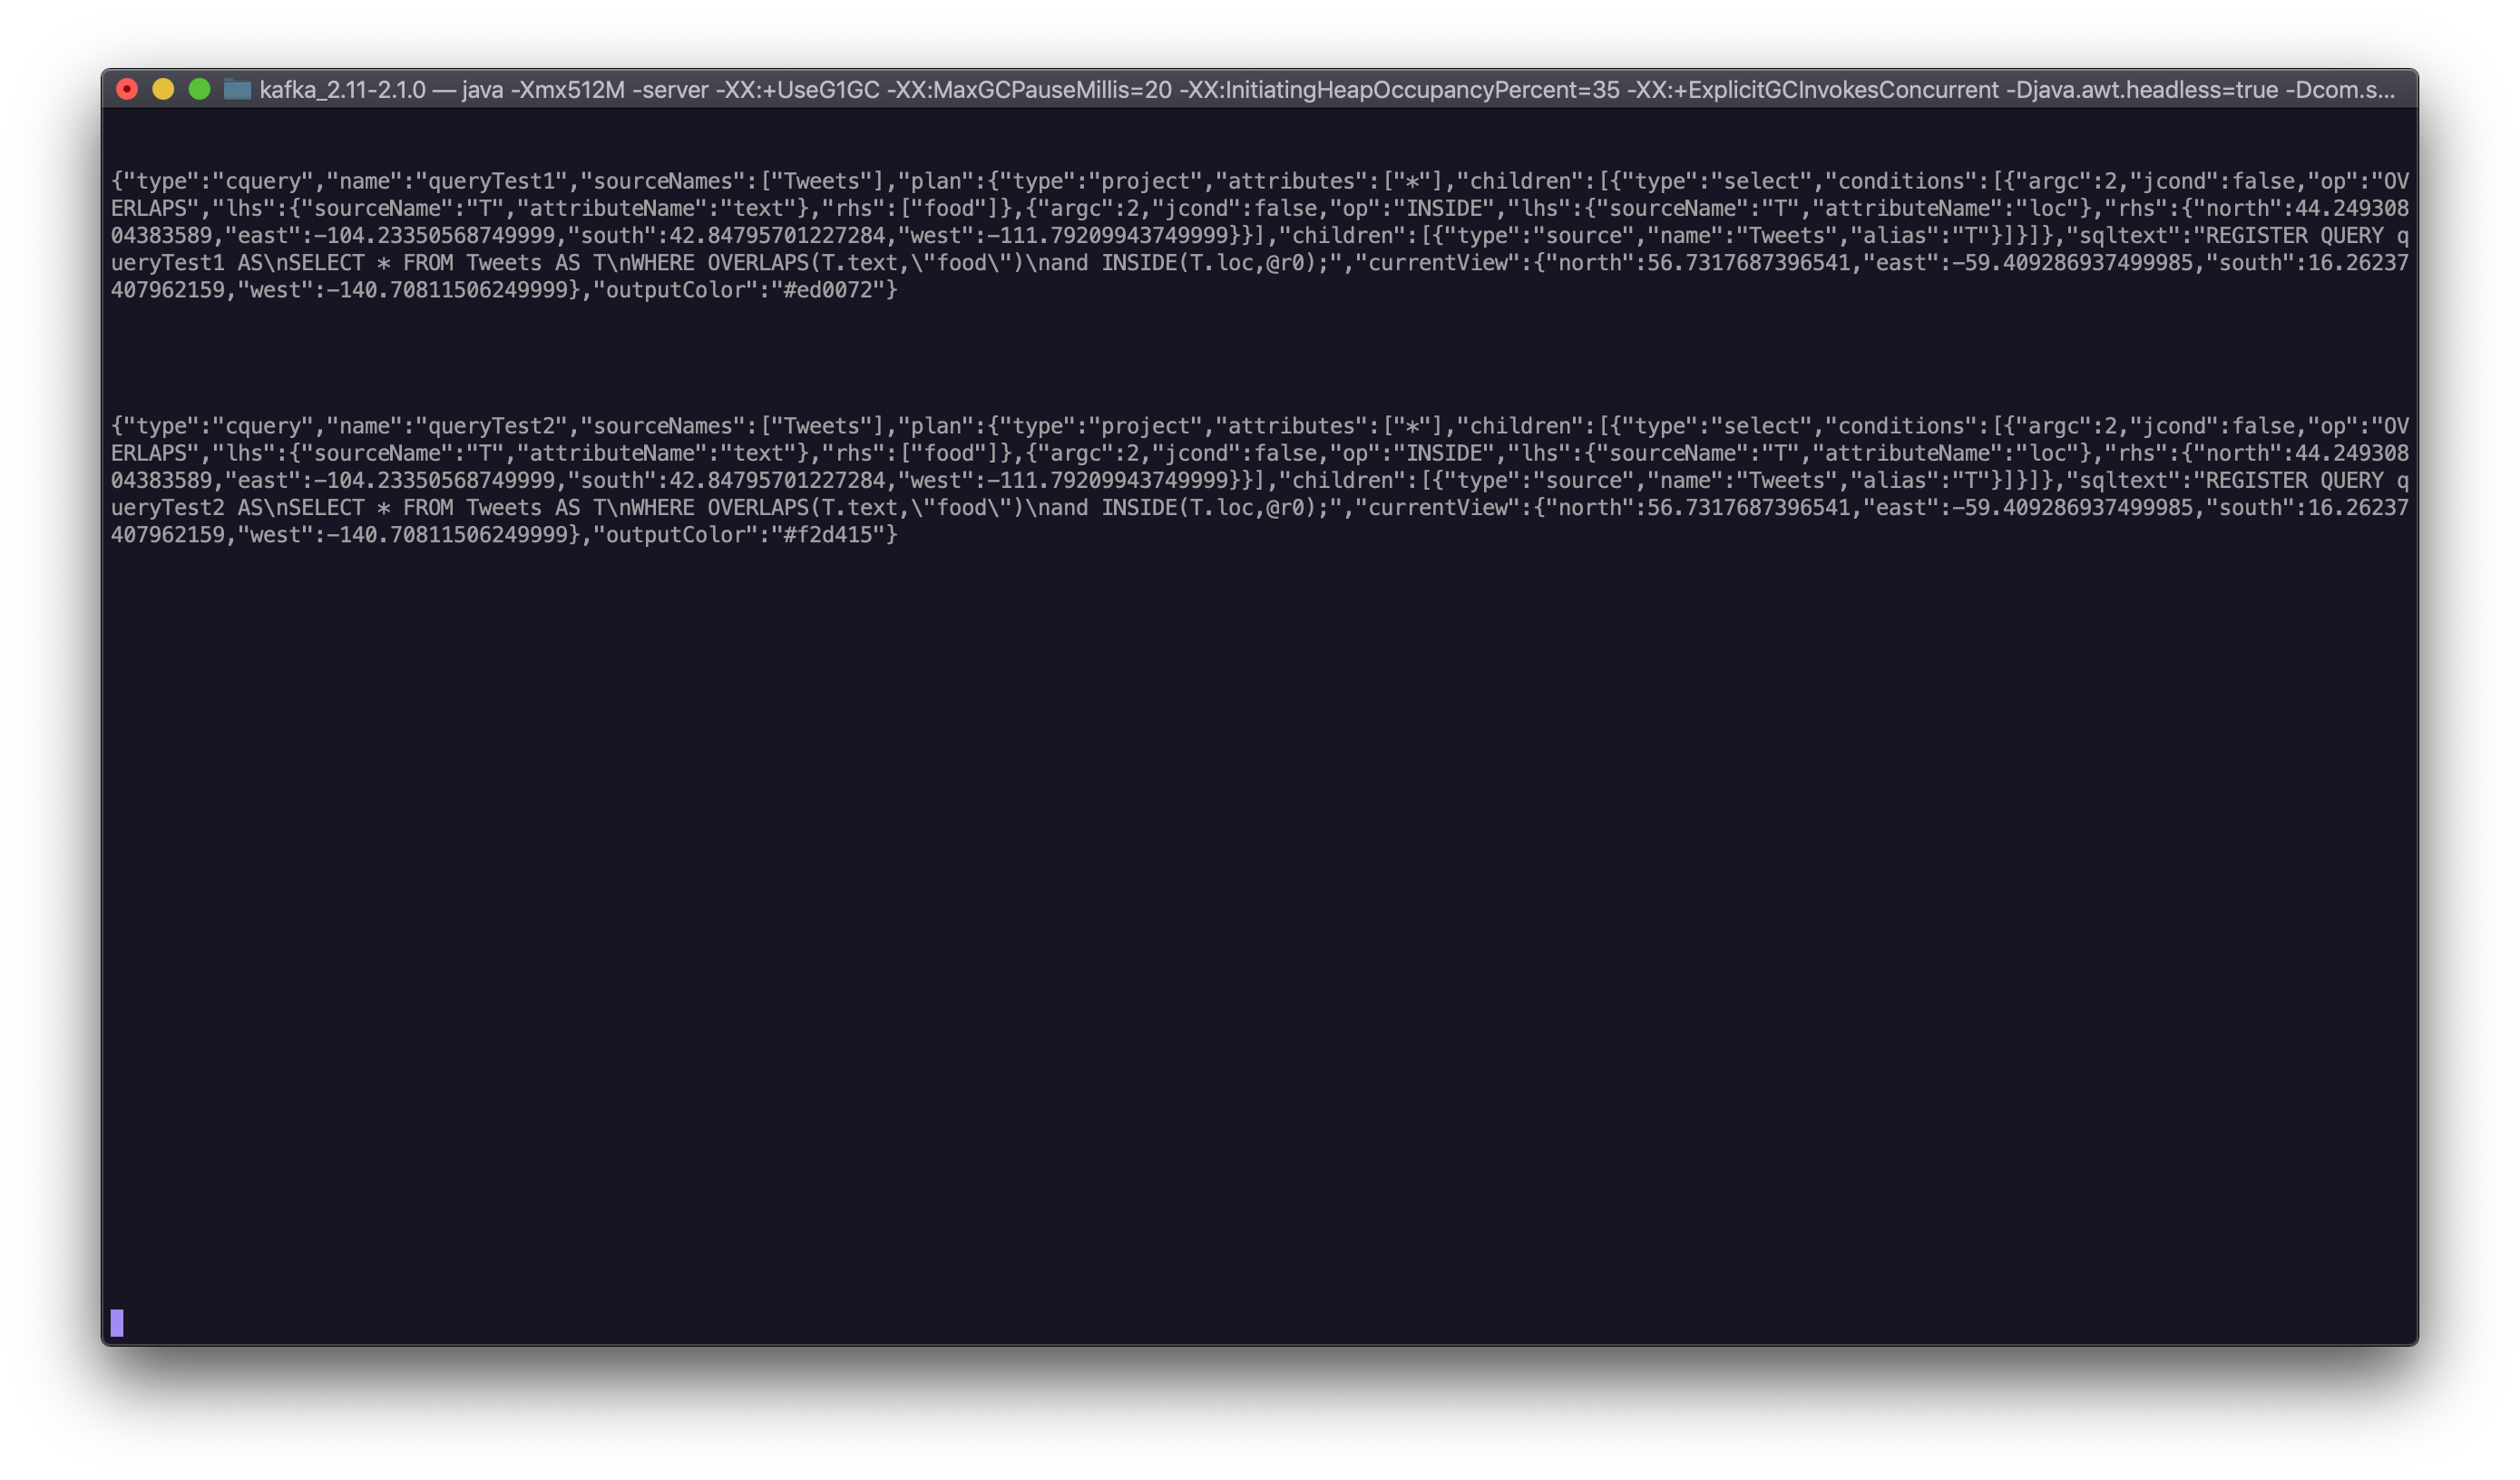 kafka_2.11-2.1.0 — java -Xmx512M -server -XX:+UseG1GC -XX:MaxGCPauseMillis=20 -XX:InitiatingHeapOccupancyPercent=35 -XX:+ExplicitGCInvokesConcurrent -Djava.awt.headless=true -Dcom.s...
{"type":"cquery","name":"queryTest1","sourceNames":["Tweets"],"plan":{"type":"project","attributes":["*"],"children":[{"type":"select","conditions":[{"argc":2,"jcond":false,"op":"OV
ERLAPS","lhs":{"sourceName":"T","attributeName":"text"},"rhs":["food"]},{"argc":2,"jcond":false,"op":"INSIDE","lhs":{"sourceName":"T","attributeName":"loc"},"rhs":{"north":44.249308
04383589,"east":-104.23350568749999,"south":42.84795701227284,"west":-111.79209943749999}}],"children":[{"type":"source","name":"Tweets","alias":"T"}]}]},"sqltext":"REGISTER QUERY q
ueryTest1 AS\nSELECT * FROM Tweets AS T\nWHERE OVERLAPS(T.text,\"food\")\nand INSIDE(T.loc,@r0);","currentView":{"north":56.7317687396541,"east":-59.409286937499985,"south":16.26237
407962159,"west":-140.70811506249999},"outputColor":"#ed0072"}
{"type":"cquery","name":"queryTest2","sourceNames":["Tweets"],"plan":{"type":"project","attributes":["*"],"children":[{"type":"select","conditions":[{"argc":2,"jcond":false,"op":"OV
ERLAPS","lhs":{"sourceName":"T","attributeName":"text"},"rhs":["food"]},{"argc":2,"jcond":false,"op":"INSIDE","lhs":{"sourceName":"T","attributeName":"loc"},"rhs":{"north":44.249308
04383589,"east":-104.23350568749999,"south":42.84795701227284,"west":-111.79209943749999}}],"children":[{"type":"source","name":"Tweets","alias":"T"}]}]},"sqltext":"REGISTER QUERY q
ueryTest2 AS\nSELECT * FROM Tweets AS T\nWHERE OVERLAPS(T.text,\"food\")\nand INSIDE(T.loc,@r0);","currentView":{"north":56.7317687396541,"east":-59.409286937499985,"south":16.26237
407962159,"west":-140.70811506249999},"outputColor":"#f2d415"}